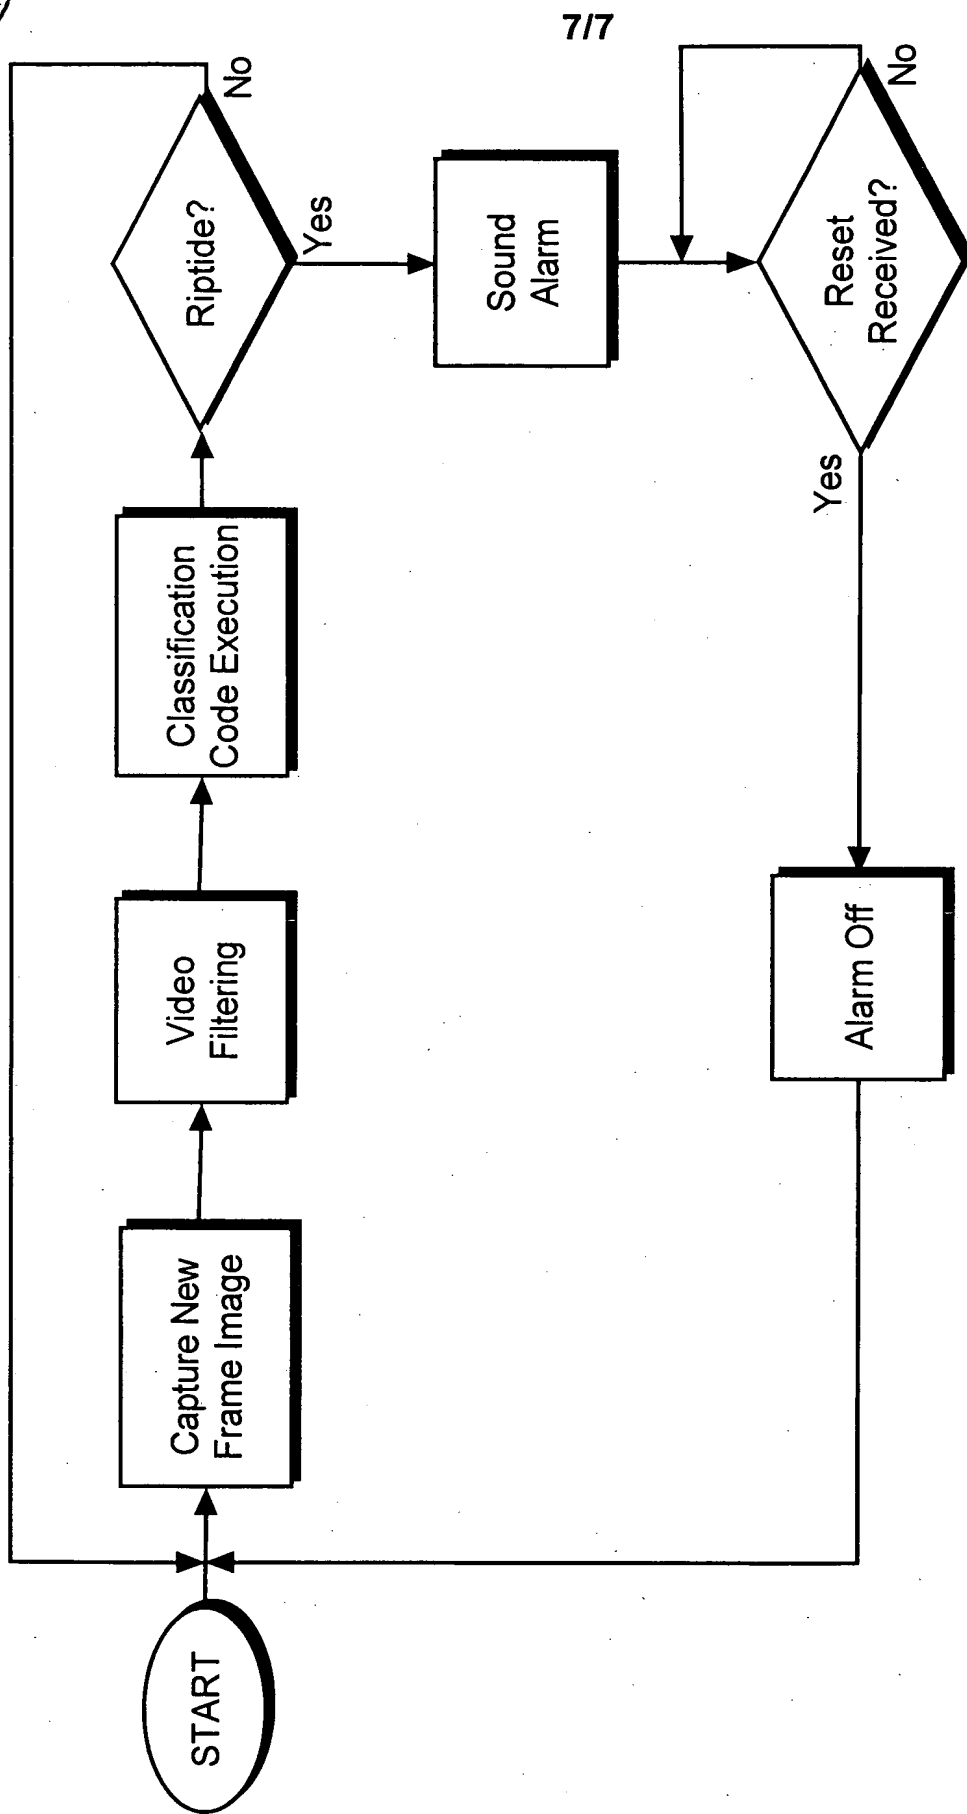 7/7
START
Capture New
Frame Image
Video
Filtering
Classification
Code Execution
Riptide?
No
Yes
Sound
Alarm
Reset
Received?
No
Yes
Alarm Off